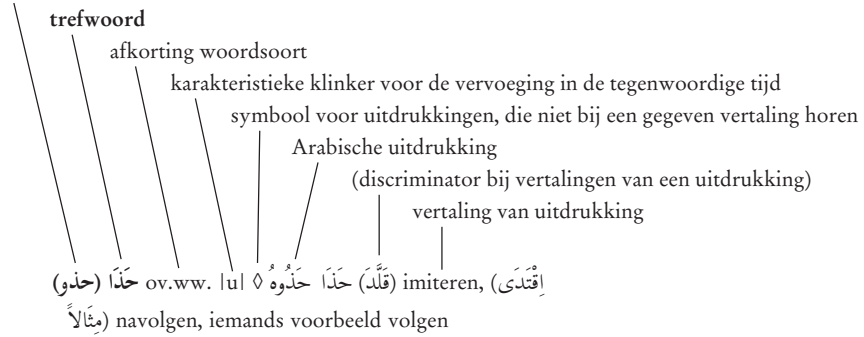 trefwoord
afkorting woordsoort
karakteristieke klinker voor de vervoeging in de tegenwoordige tijd
symbool voor uitdrukkingen, die niet bij een gegeven vertaling horen
Arabische uitdrukking
(discriminator bij vertalingen van een uitdrukking)
vertaling van uitdrukking
(حذو) حَذَا ov.ww. |u| ◊ حَذَا حَذُوهُ (قَلَّدَ) imiteren, (اِقْتَدَى
مِثَالاً) navolgen, iemands voorbeeld volgen